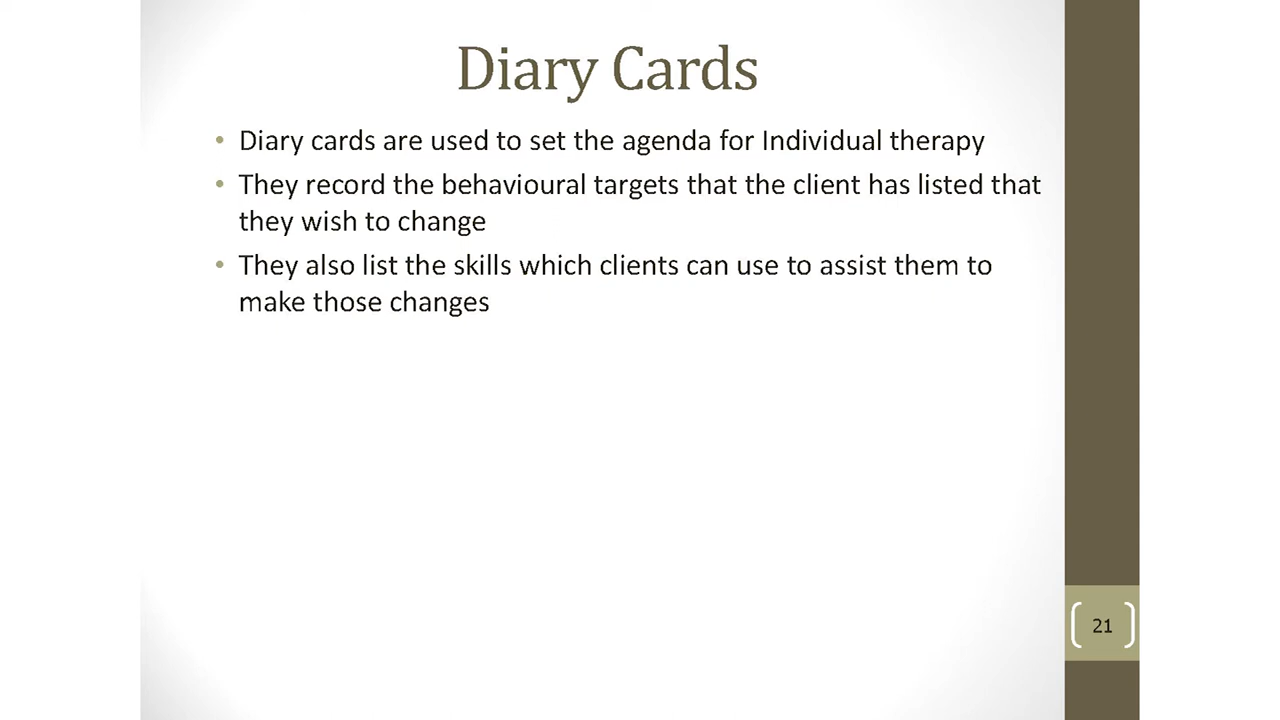 Diary Cards
• Diary cards are used to set the agenda for Individual therapy
• They record the behavioural targets that the client has listed that
they wish to change
• They also list the skills which clients can use to assist them to
make those changes
21